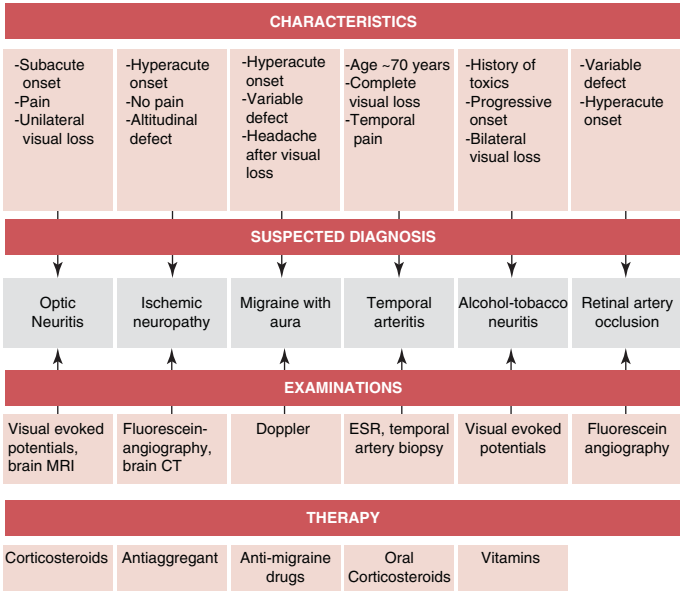 CHARACTERISTICS
-Subacute
onset
-Pain
-Unilateral
visual loss
-Hyperacute
onset
-No pain
-Altitudinal
defect
-Hyperacute
onset
-Variable
defect
-Headache
after visual
loss
-Age ~70 years
-Complete
visual loss
-Temporal
pain
-History of
toxics
-Progressive
onset
-Bilateral
visual loss
-Variable
defect
-Hyperacute
onset
SUSPECTED DIAGNOSIS
Optic
Neuritis
Ischemic
neuropathy
Migraine with
aura
Temporal
arteritis
Alcohol-tobacco
neuritis
Retinal artery
occlusion
EXAMINATIONS
Visual evoked
potentials,
brain MRI
Fluorescein-
angiography,
brain CT
Doppler
ESR, temporal
artery biopsy
Visual evoked
potentials
Fluorescein
angiography
THERAPY
Corticosteroids
Antiaggregant
Anti-migraine
drugs
Oral
Corticosteroids
Vitamins